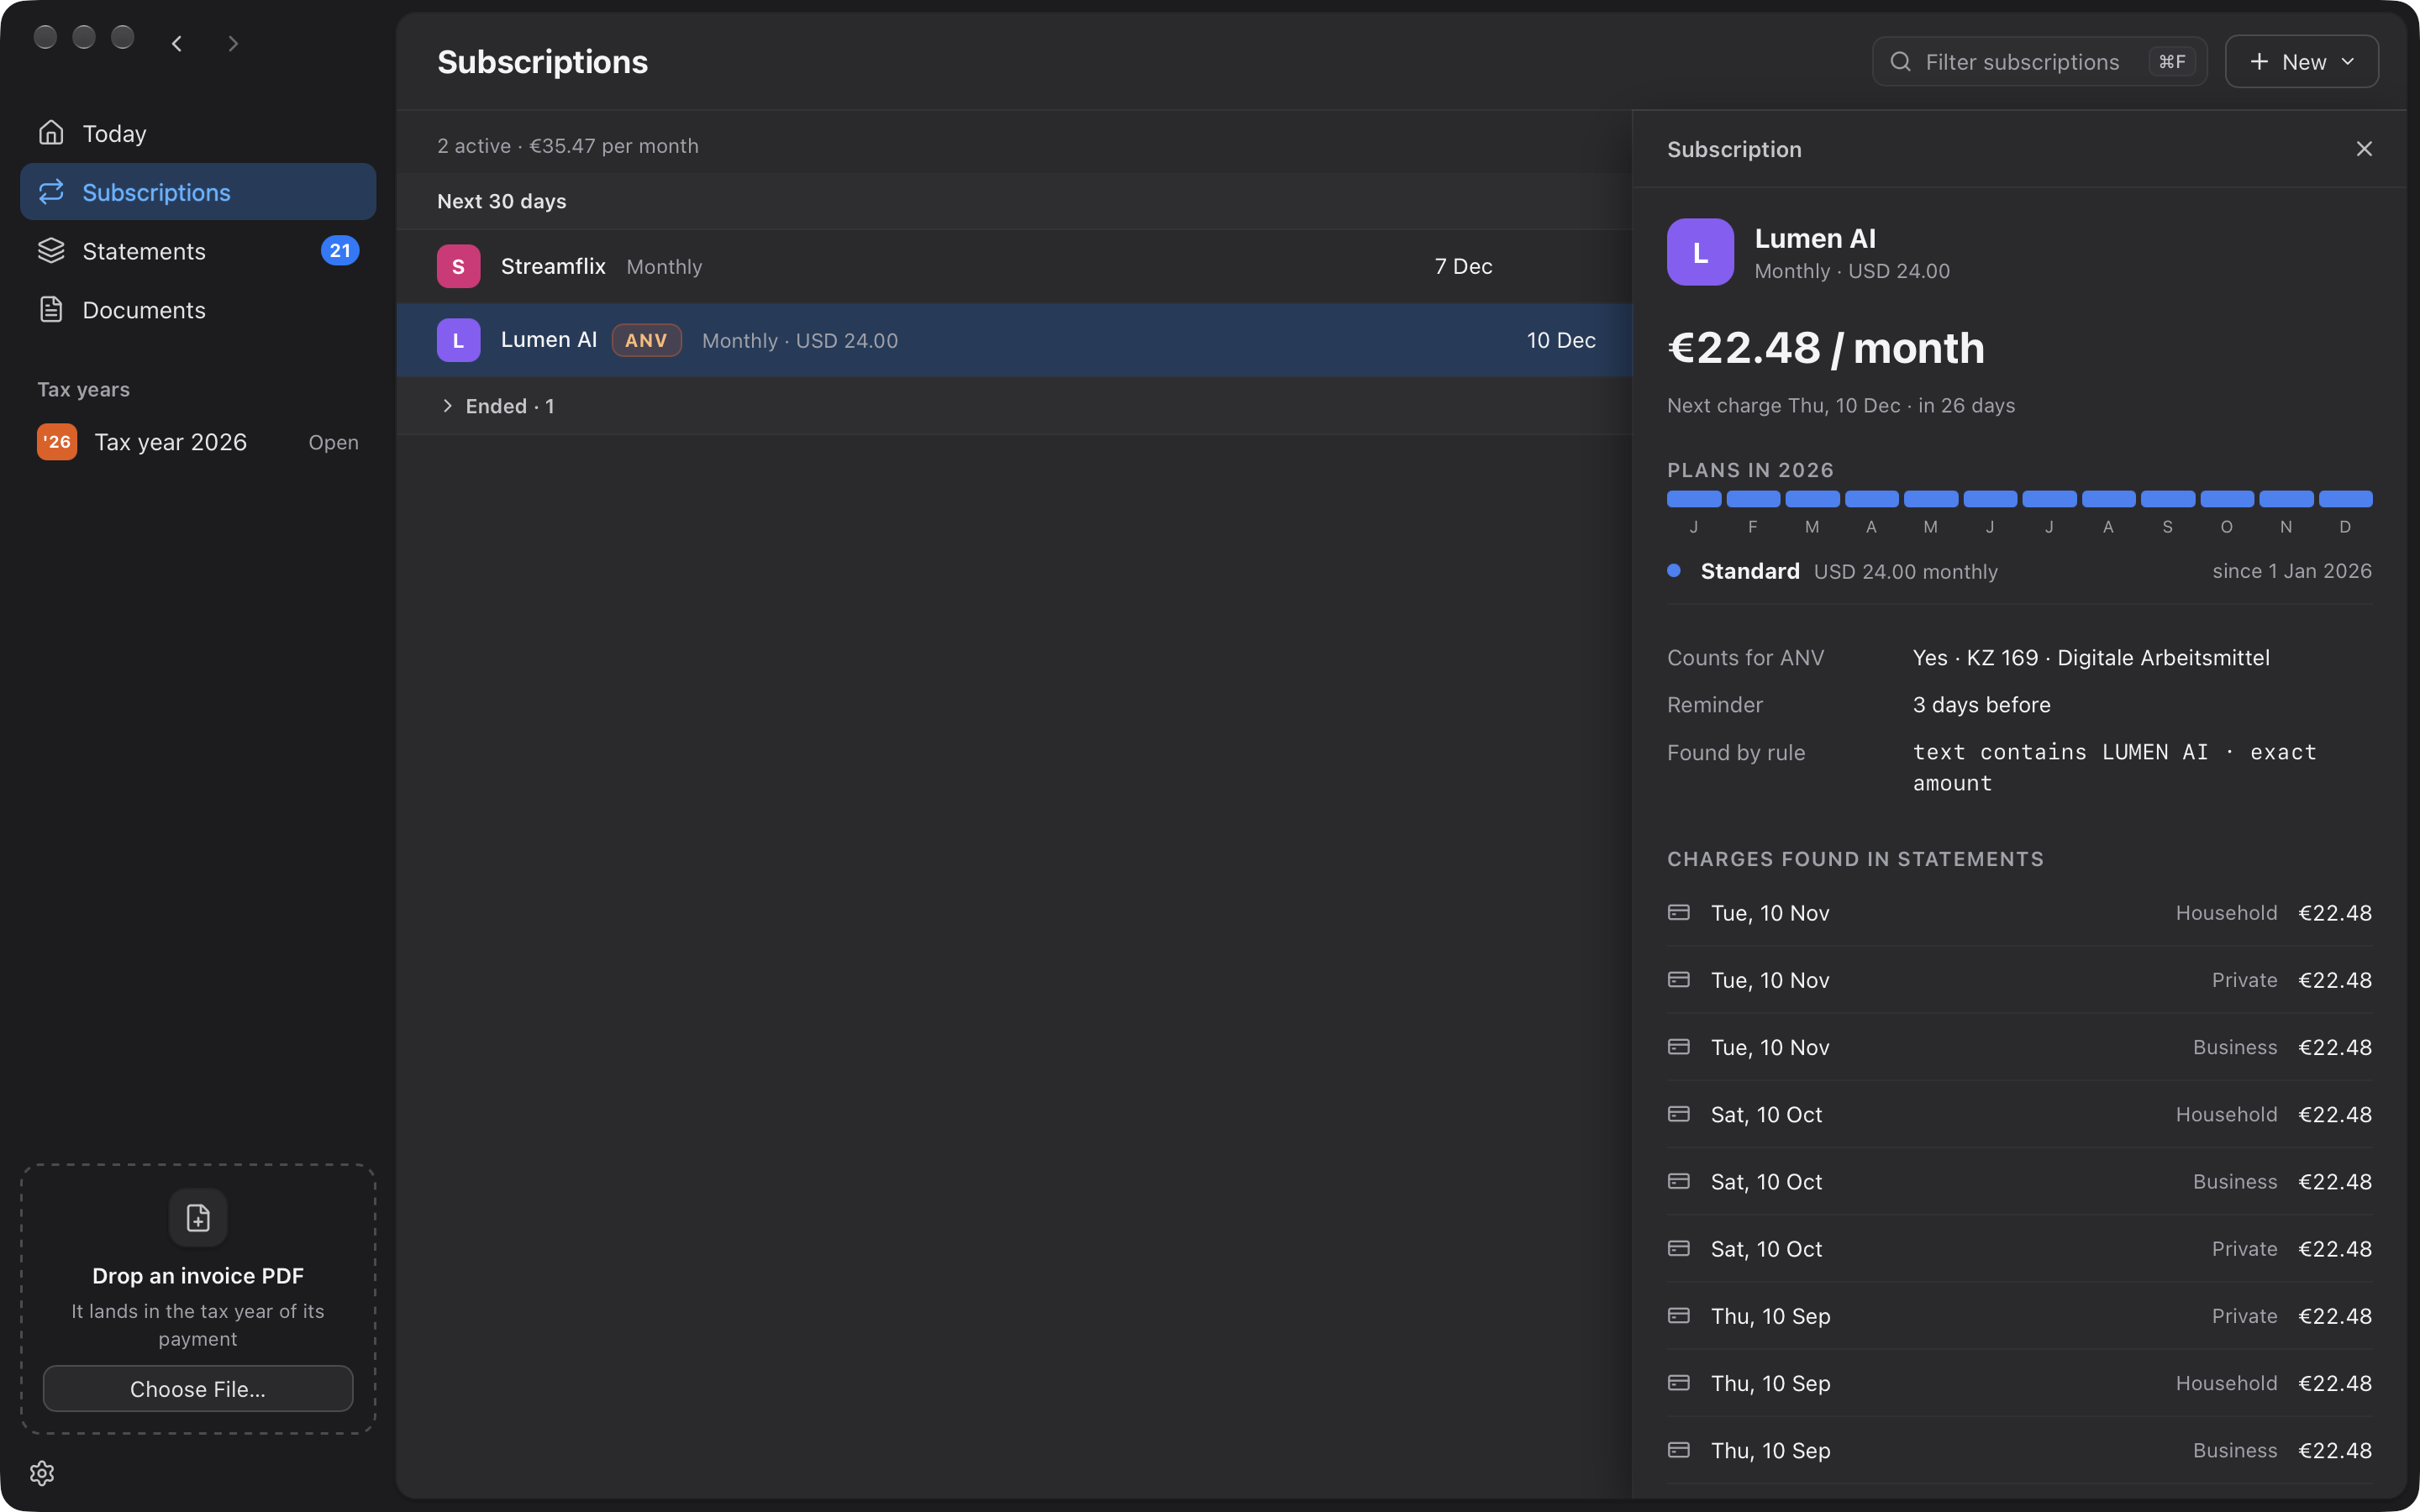 Today
Subscriptions
Statements 21
Documents
Tax years
'26 Tax year 2026 Open
Drop an invoice PDF
It lands in the tax year of its
payment
Choose File...
Subscriptions
Filter subscriptions ⌘F
New
2 active · €35.47 per month
Next 30 days
S Streamflix Monthly 7 Dec
L Lumen AI ANV Monthly · USD 24.00 10 Dec
Ended · 1
Subscription
L Lumen AI
Monthly · USD 24.00
€22.48 / month
Next charge Thu, 10 Dec · in 26 days
PLANS IN 2026
J F M A M J J A S O N D
Standard USD 24.00 monthly since 1 Jan 2026
Counts for ANV Yes · KZ 169 · Digitale Arbeitsmittel
Reminder 3 days before
Found by rule text contains LUMEN AI · exact
amount
CHARGES FOUND IN STATEMENTS
Tue, 10 Nov Household €22.48
Tue, 10 Nov Private €22.48
Tue, 10 Nov Business €22.48
Sat, 10 Oct Household €22.48
Sat, 10 Oct Business €22.48
Sat, 10 Oct Private €22.48
Thu, 10 Sep Private €22.48
Thu, 10 Sep Household €22.48
Thu, 10 Sep Business €22.48